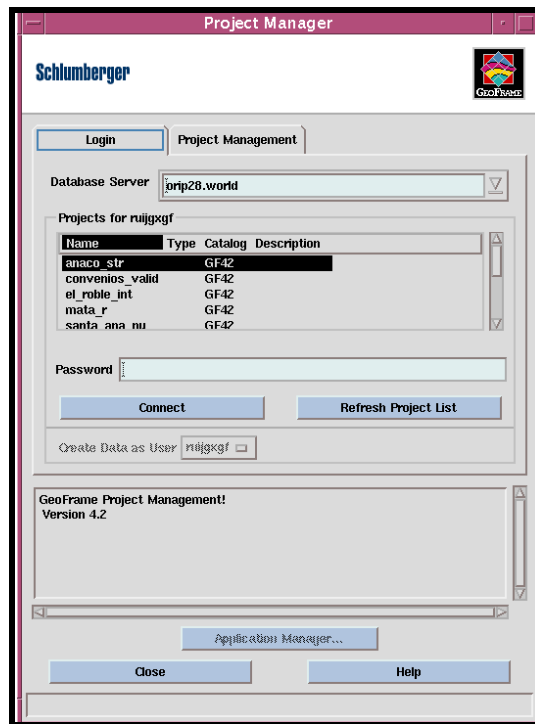 Project Manager
Schlumberger
GEOFRAME
Login
Project Management
Database Server
orip28.world
Projects for ruijgxgf
Name Type Catalog Description
anaco_str GF42
convenios_valid GF42
el_roble_int GF42
mata_r GF42
santa_ana_nu GF42
Password
Connect
Refresh Project List
Create Data as User ruijgxgf
GeoFrame Project Management!
Version 4.2
Application Manager...
Close
Help